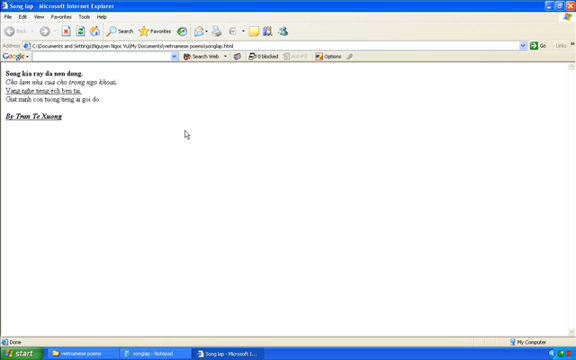 Song lap - Microsoft Internet Explorer
File Edit View Favorites Tools Help
Back Search Favorites
Address C:\Documents and Settings\Nguyen Ngoc Vu\My Documents\vietnamese poems\songlap.html Go
Google Search Web 0 blocked AutoFill Options
Song kia ray da nen dong.
Cho lam nha cua cho trong ngo khoai.
Vang nghe tieng ech ben tai.
Giat minh con tuong tieng ai goi do.
By Tran Te Xuong
Done My Computer
start vietnamese poems songlap - Notepad Song lap - Microsoft I...